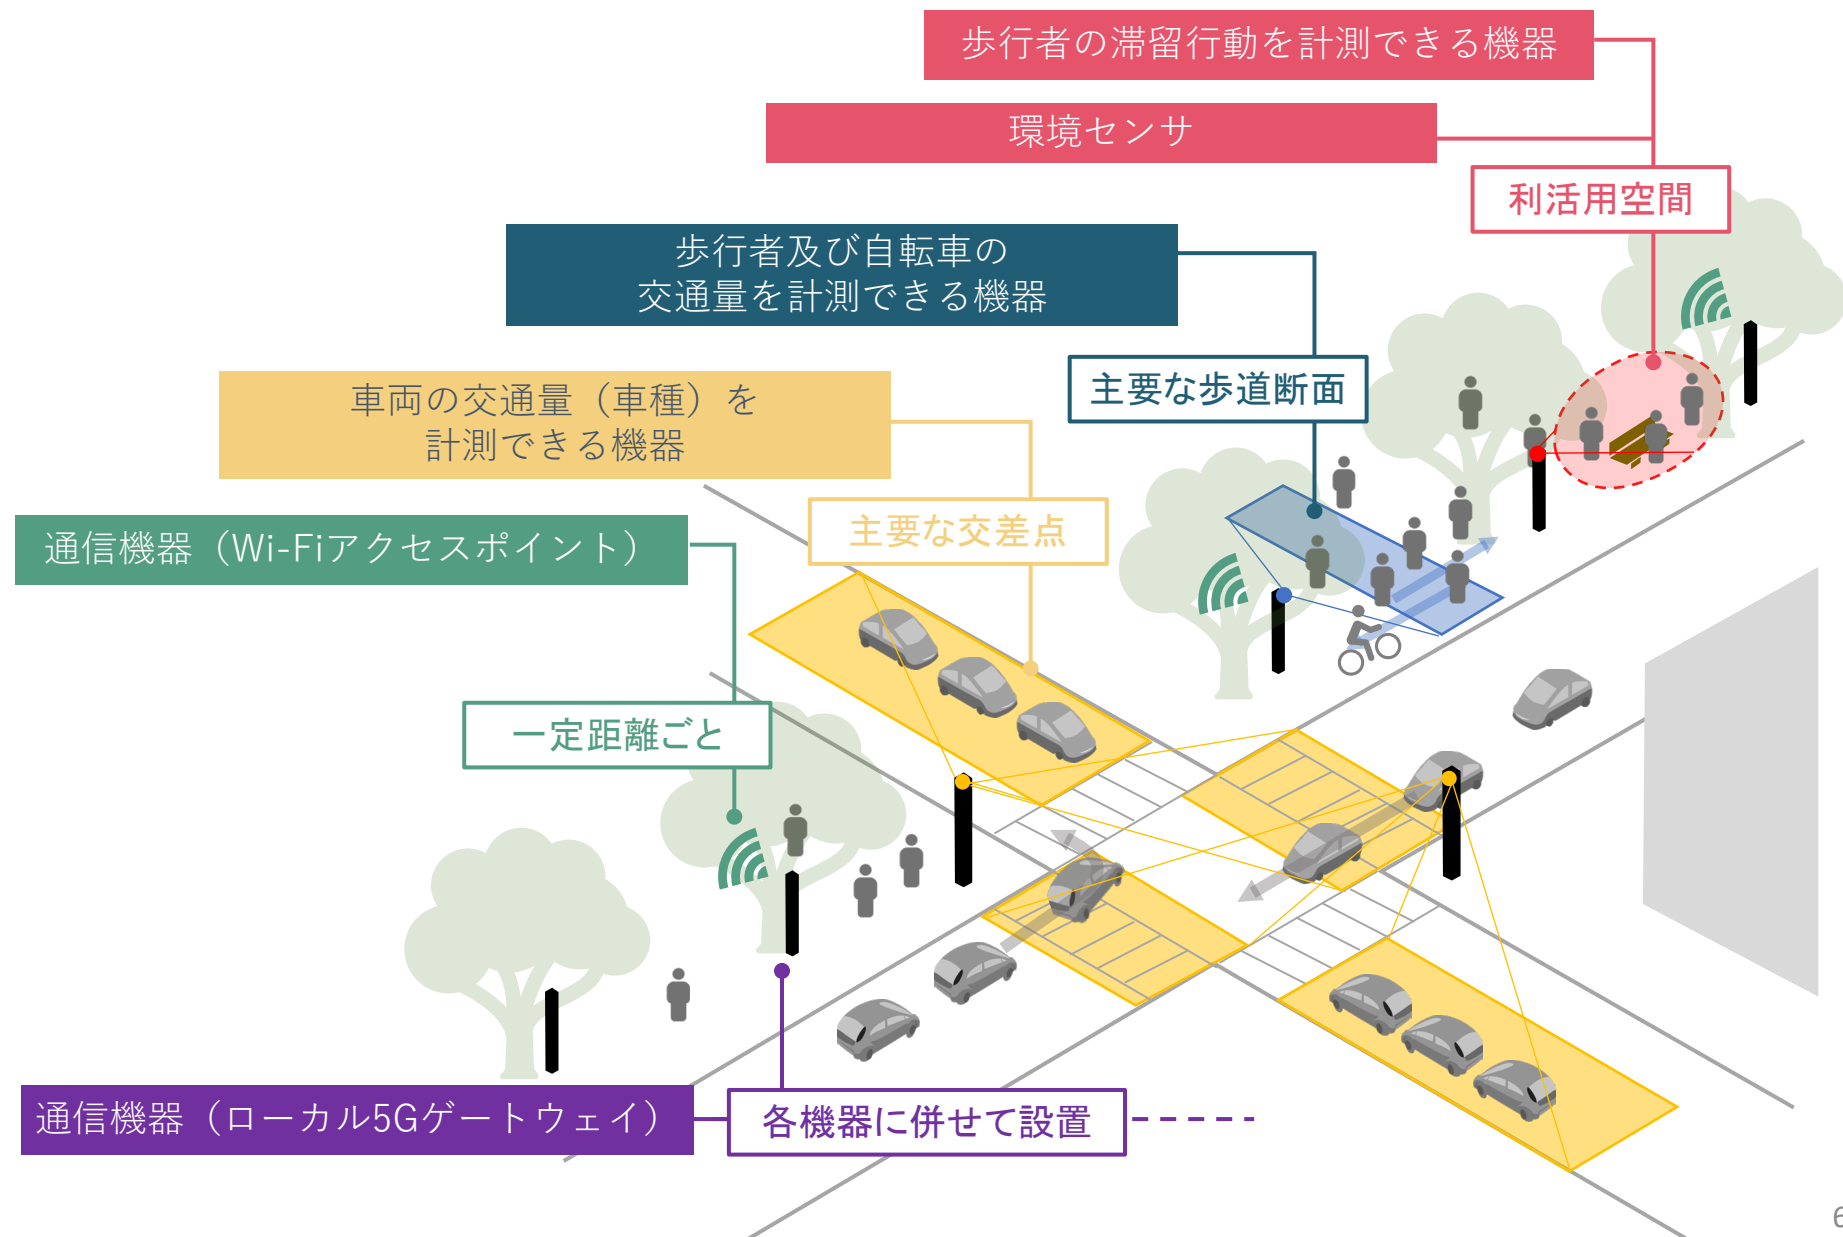 歩行者の滞留行動を計測できる機器
環境センサ
利活用空間
歩行者及び自転車の
交通量を計測できる機器
主要な歩道断面
車両の交通量（車種）を
計測できる機器
主要な交差点
通信機器（Wi-Fiアクセスポイント）
一定距離ごと
通信機器（ローカル5Gゲートウェイ）
各機器に併せて設置
6